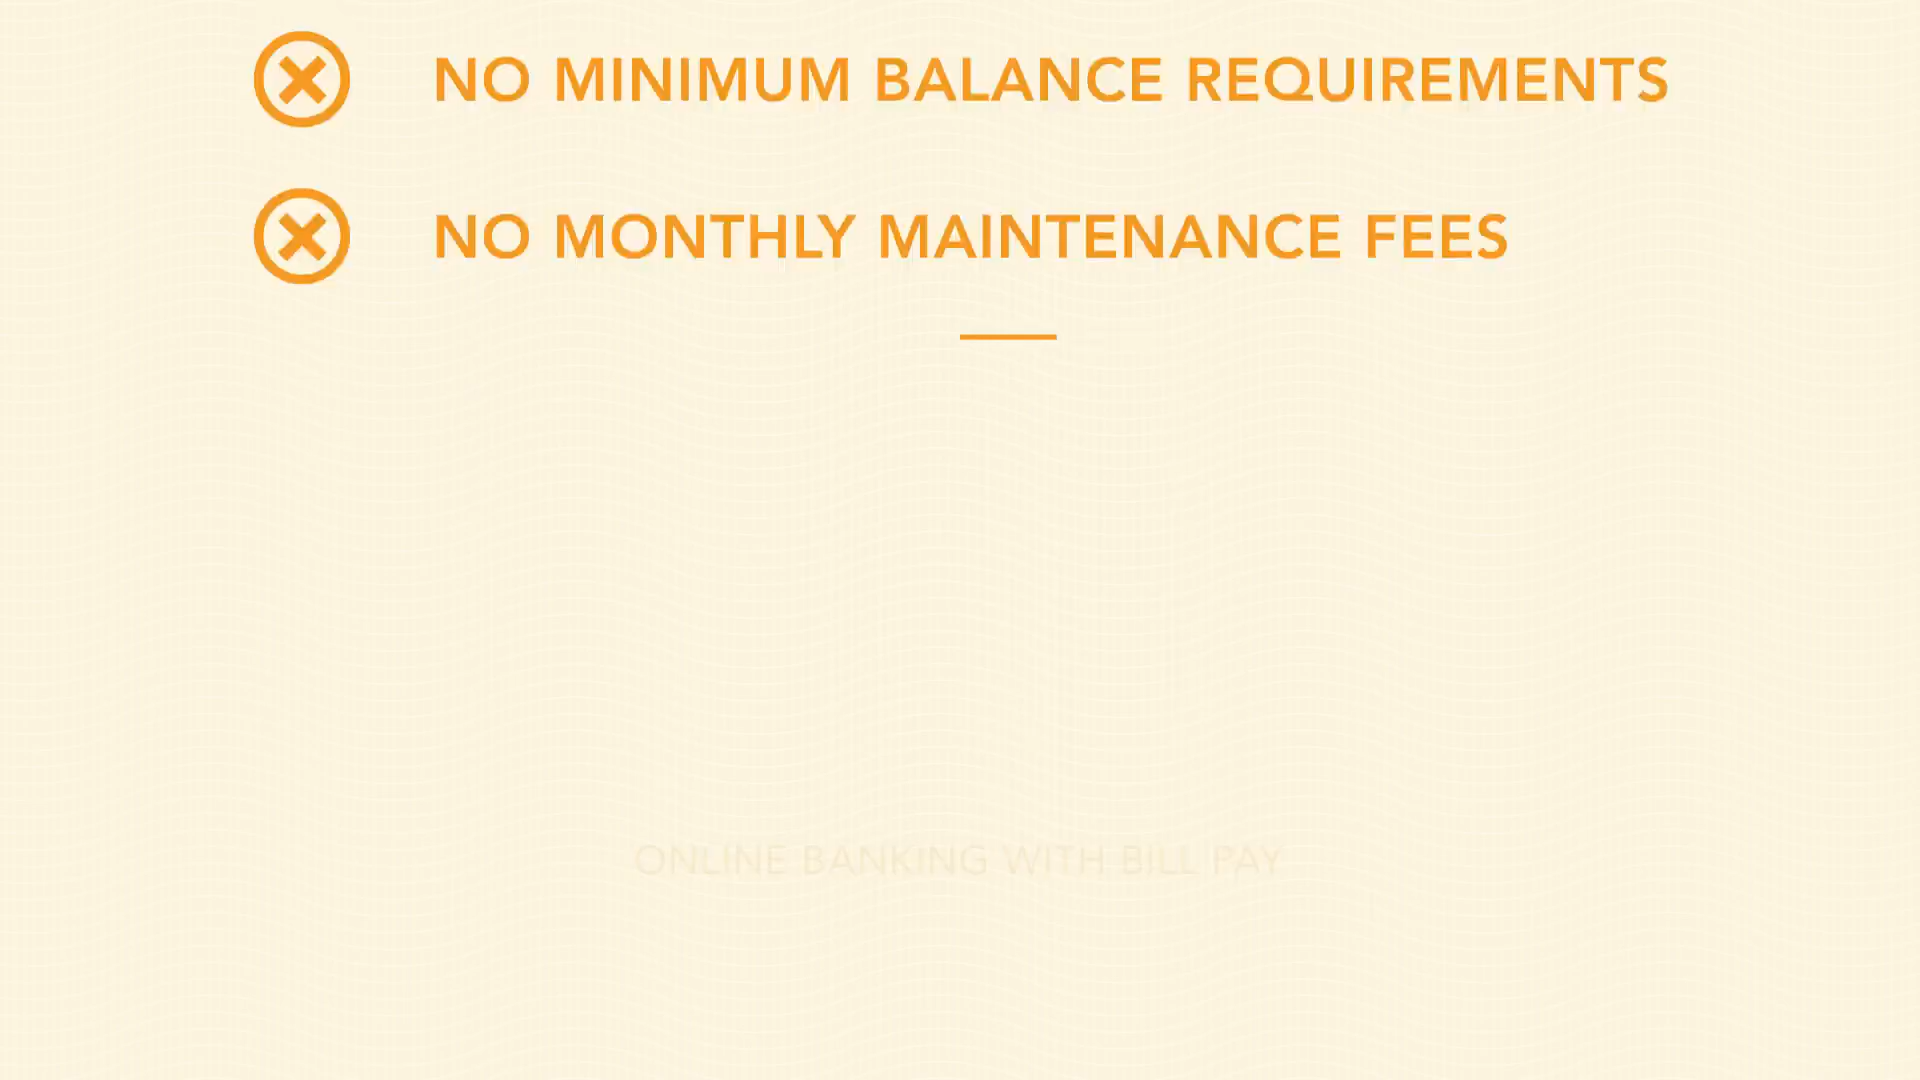 NO MINIMUM BALANCE REQUIREMENTS
NO MONTHLY MAINTENANCE FEES
ONLINE BANKING WITH BILL PAY